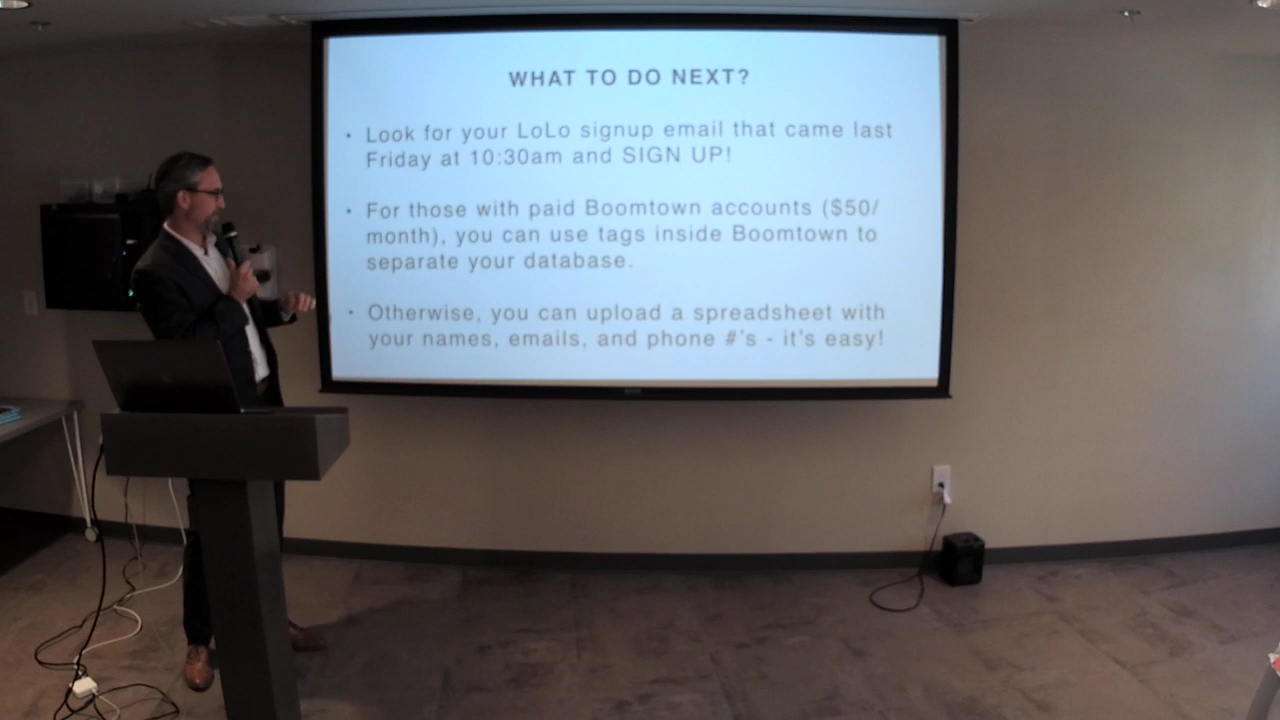 WHAT TO DO NEXT?
• Look for your LoLo signup email that came last
Friday at 10:30am and SIGN UP!
• For those with paid Boomtown accounts ($50/
month), you can use tags inside Boomtown to
separate your database.
• Otherwise, you can upload a spreadsheet with
your names, emails, and phone #'s - it's easy!